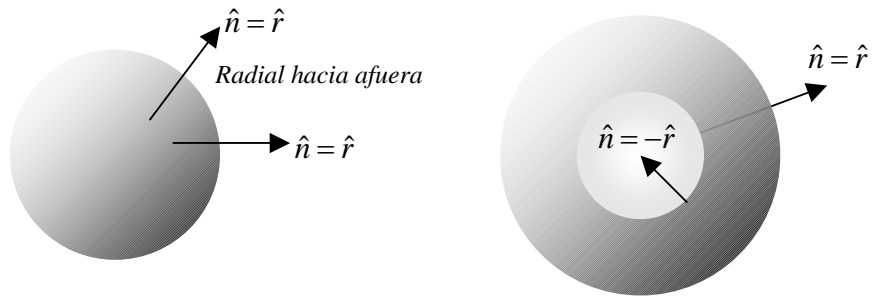 n̂ = r̂
Radial hacia afuera
n̂ = r̂
n̂ = r̂
n̂ = −r̂